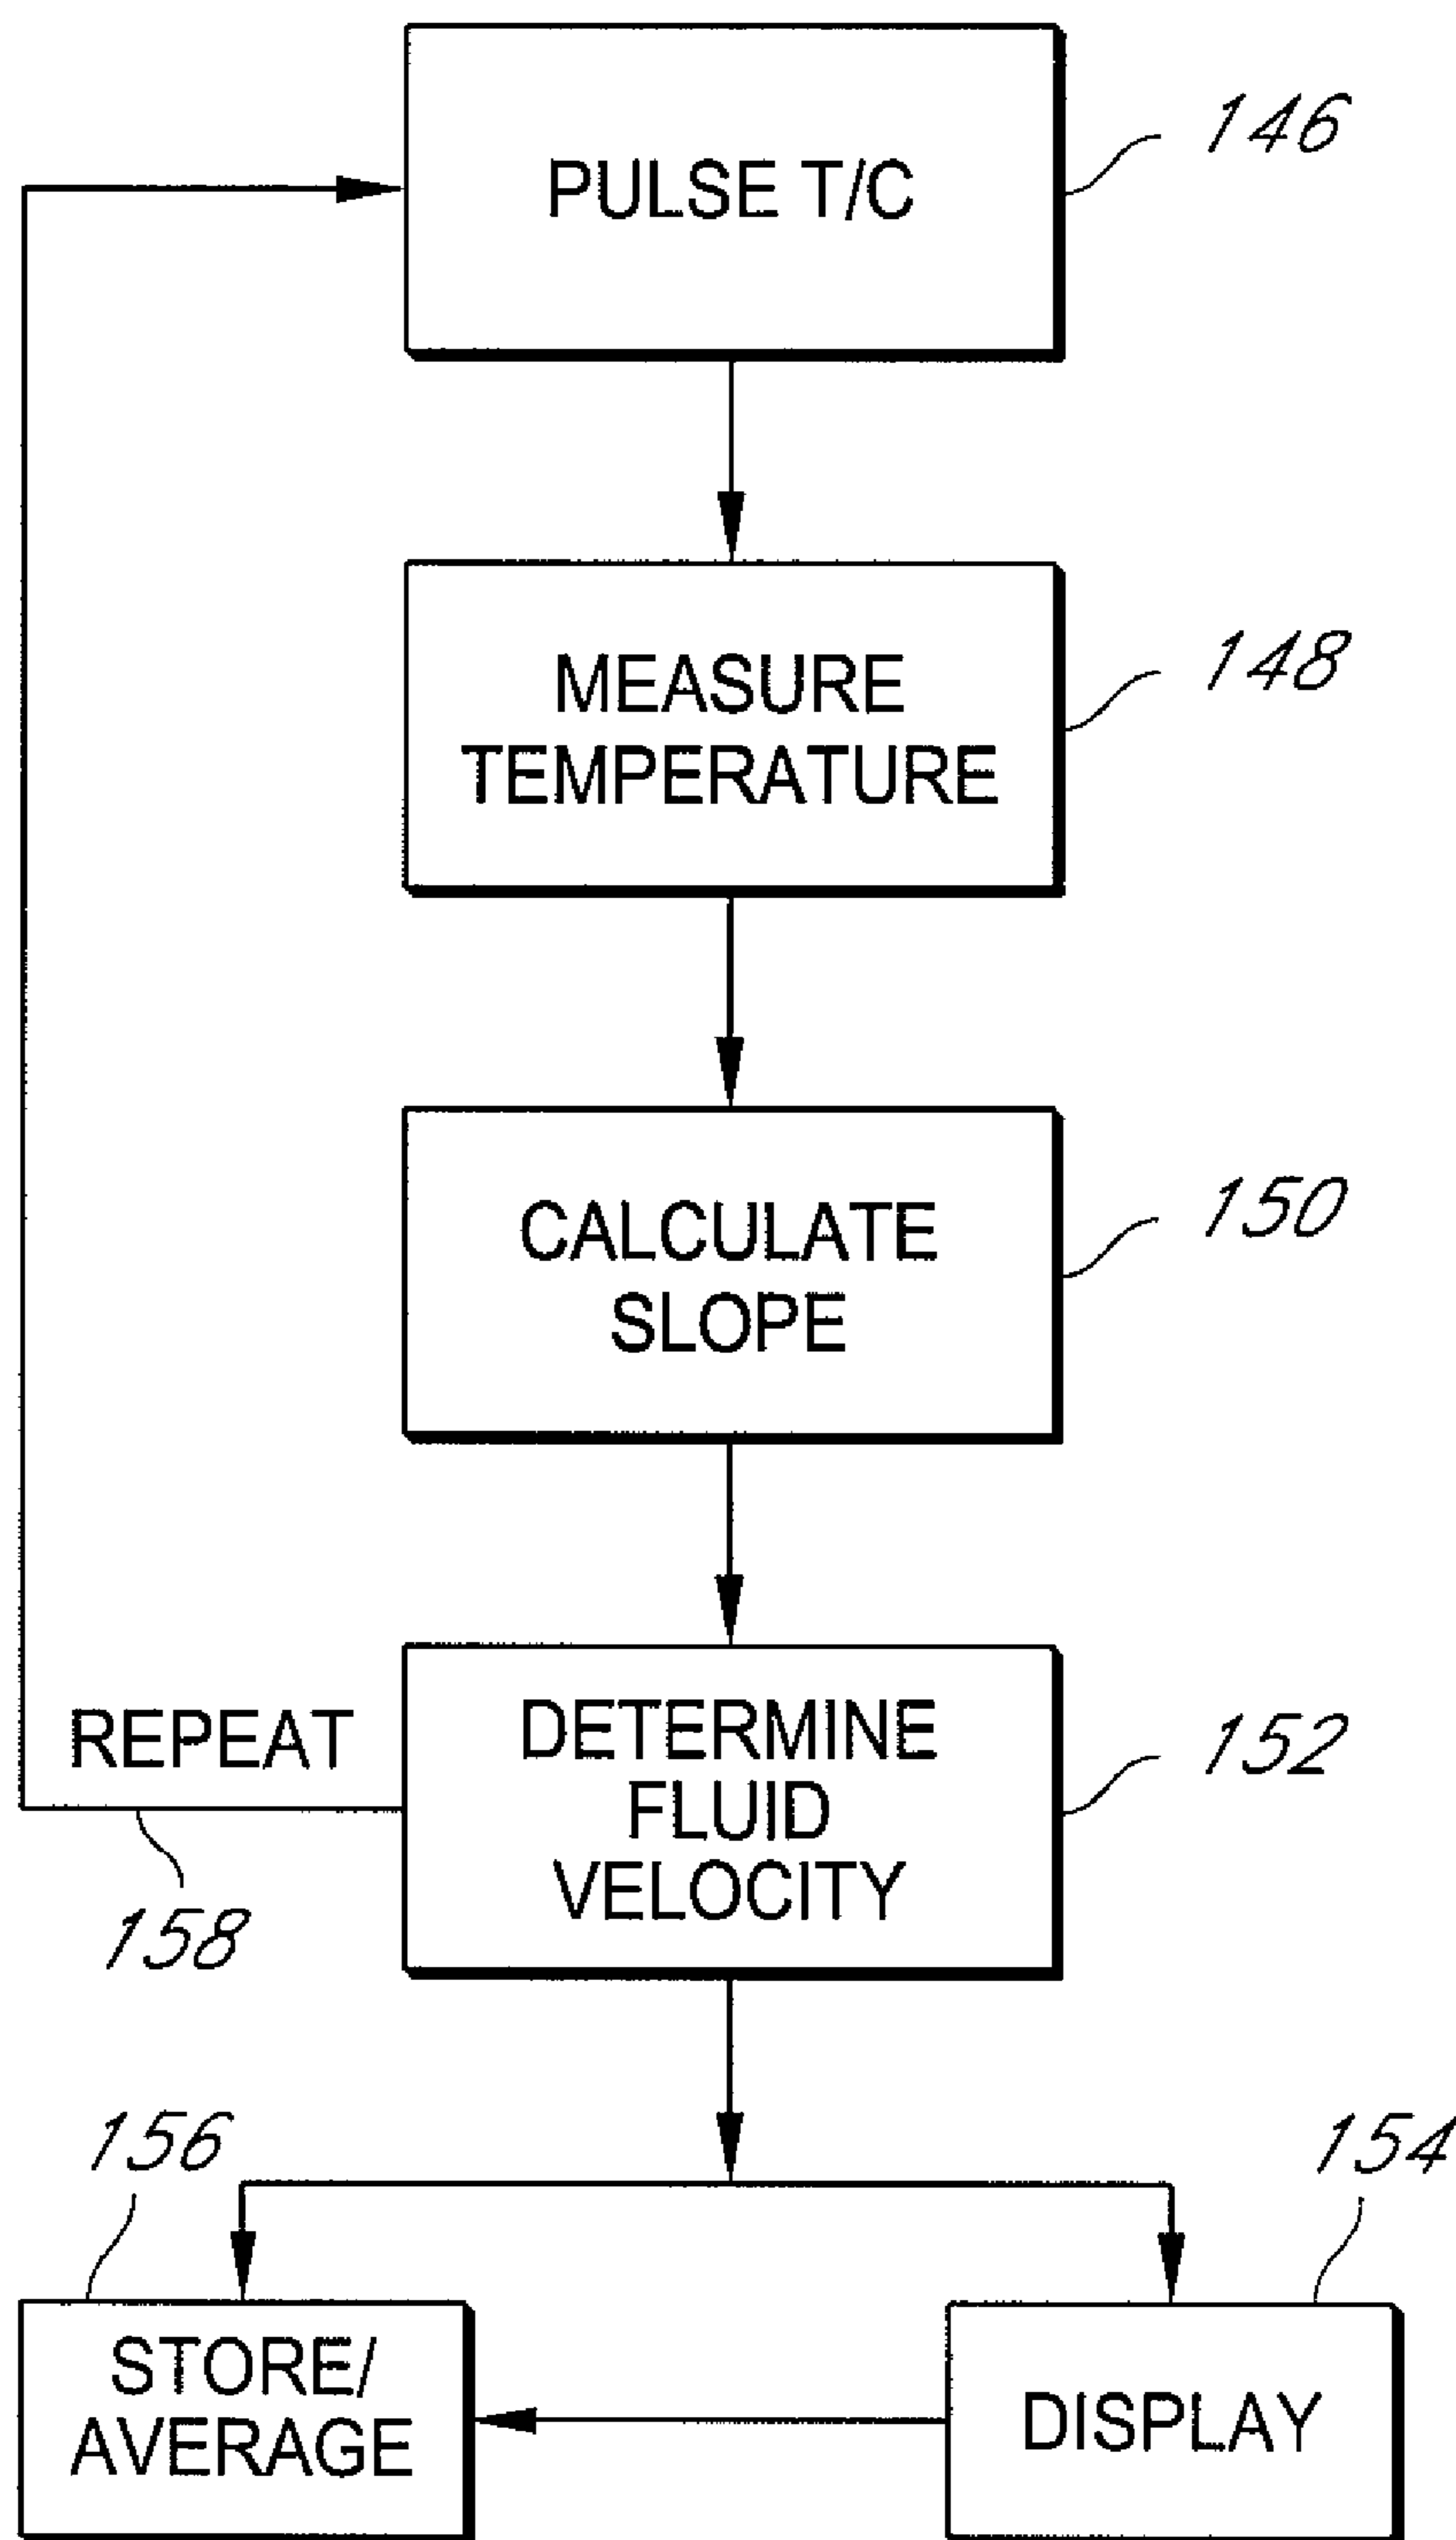 PULSE T/C
146
MEASURE
TEMPERATURE
148
CALCULATE
SLOPE
150
REPEAT
158
DETERMINE
FLUID
VELOCITY
152
156
STORE/
AVERAGE
154
DISPLAY